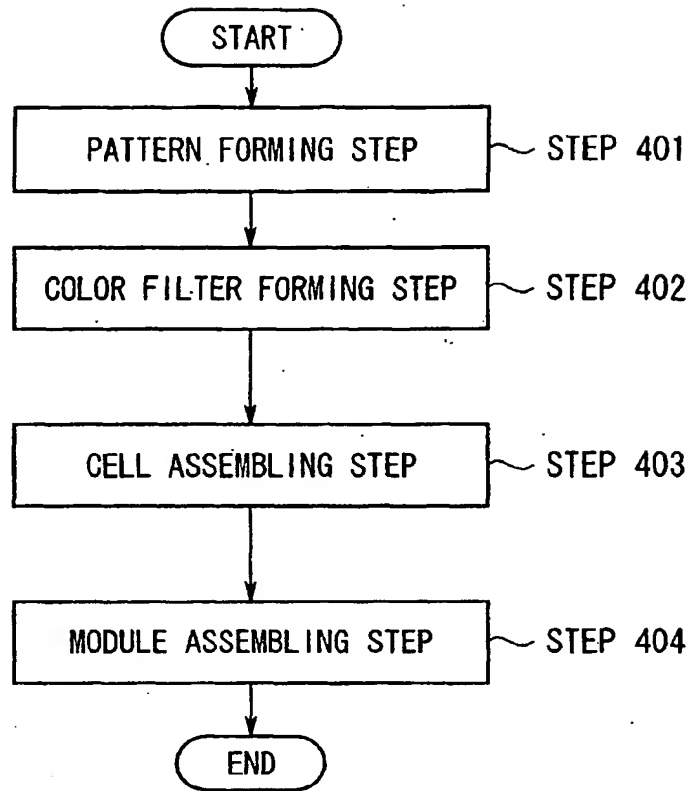 START
PATTERN FORMING STEP STEP 401
COLOR FILTER FORMING STEP STEP 402
CELL ASSEMBLING STEP STEP 403
MODULE ASSEMBLING STEP STEP 404
END